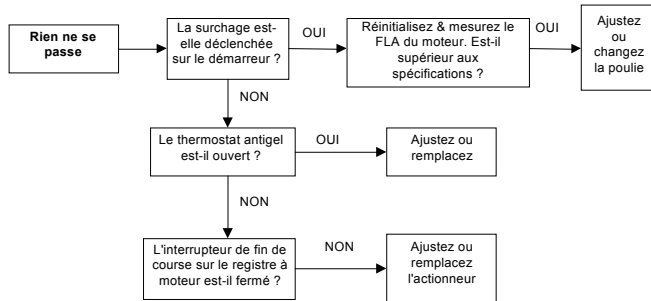 Rien ne se
passe
La surchage est-
elle déclenchée
sur le démarreur ?
OUI
Réinitialisez & mesurez le
FLA du moteur. Est-il
supérieur aux
spécifications ?
OUI
Ajustez
ou
changez
la poulie
NON
Le thermostat antigel
est-il ouvert ?
OUI
Ajustez ou
remplacez
NON
L'interrupteur de fin de
course sur le registre à
moteur est-il fermé ?
NON
Ajustez ou
remplacez
l'actionneur